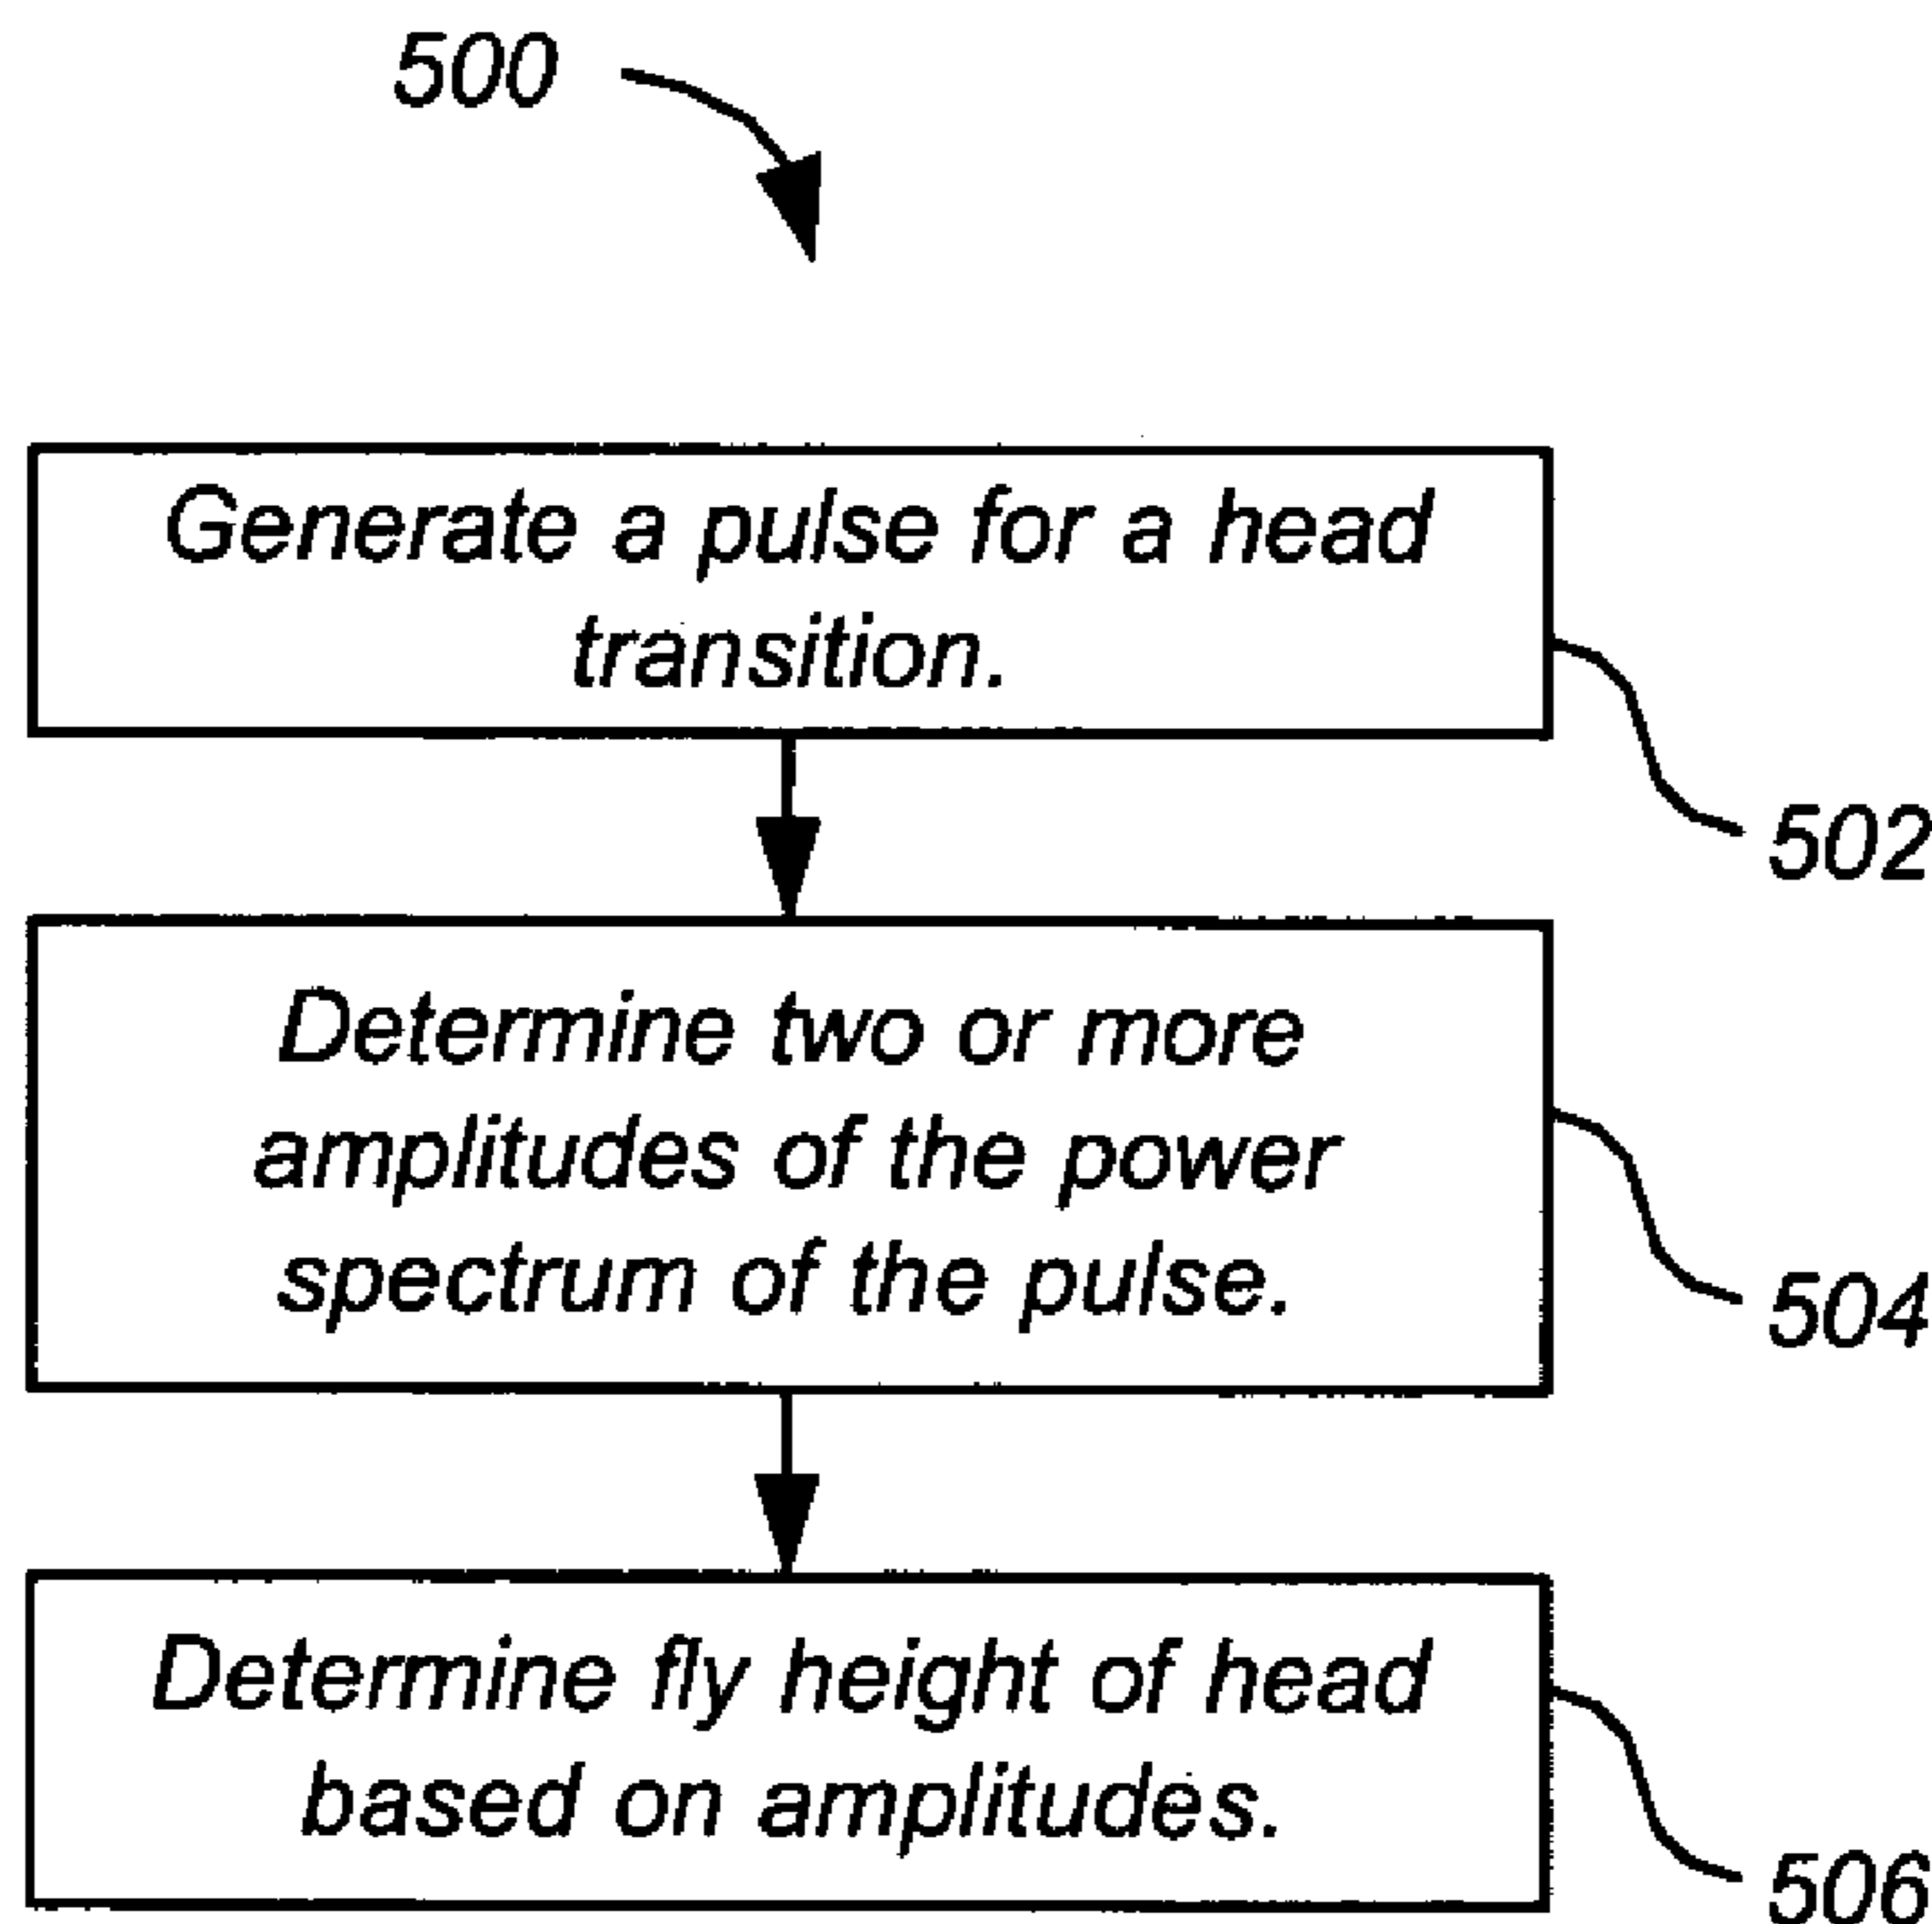 500
Generate a pulse for a head
transition.
502
Determine two or more
amplitudes of the power
spectrum of the pulse.
504
Determine fly height of head
based on amplitudes.
506